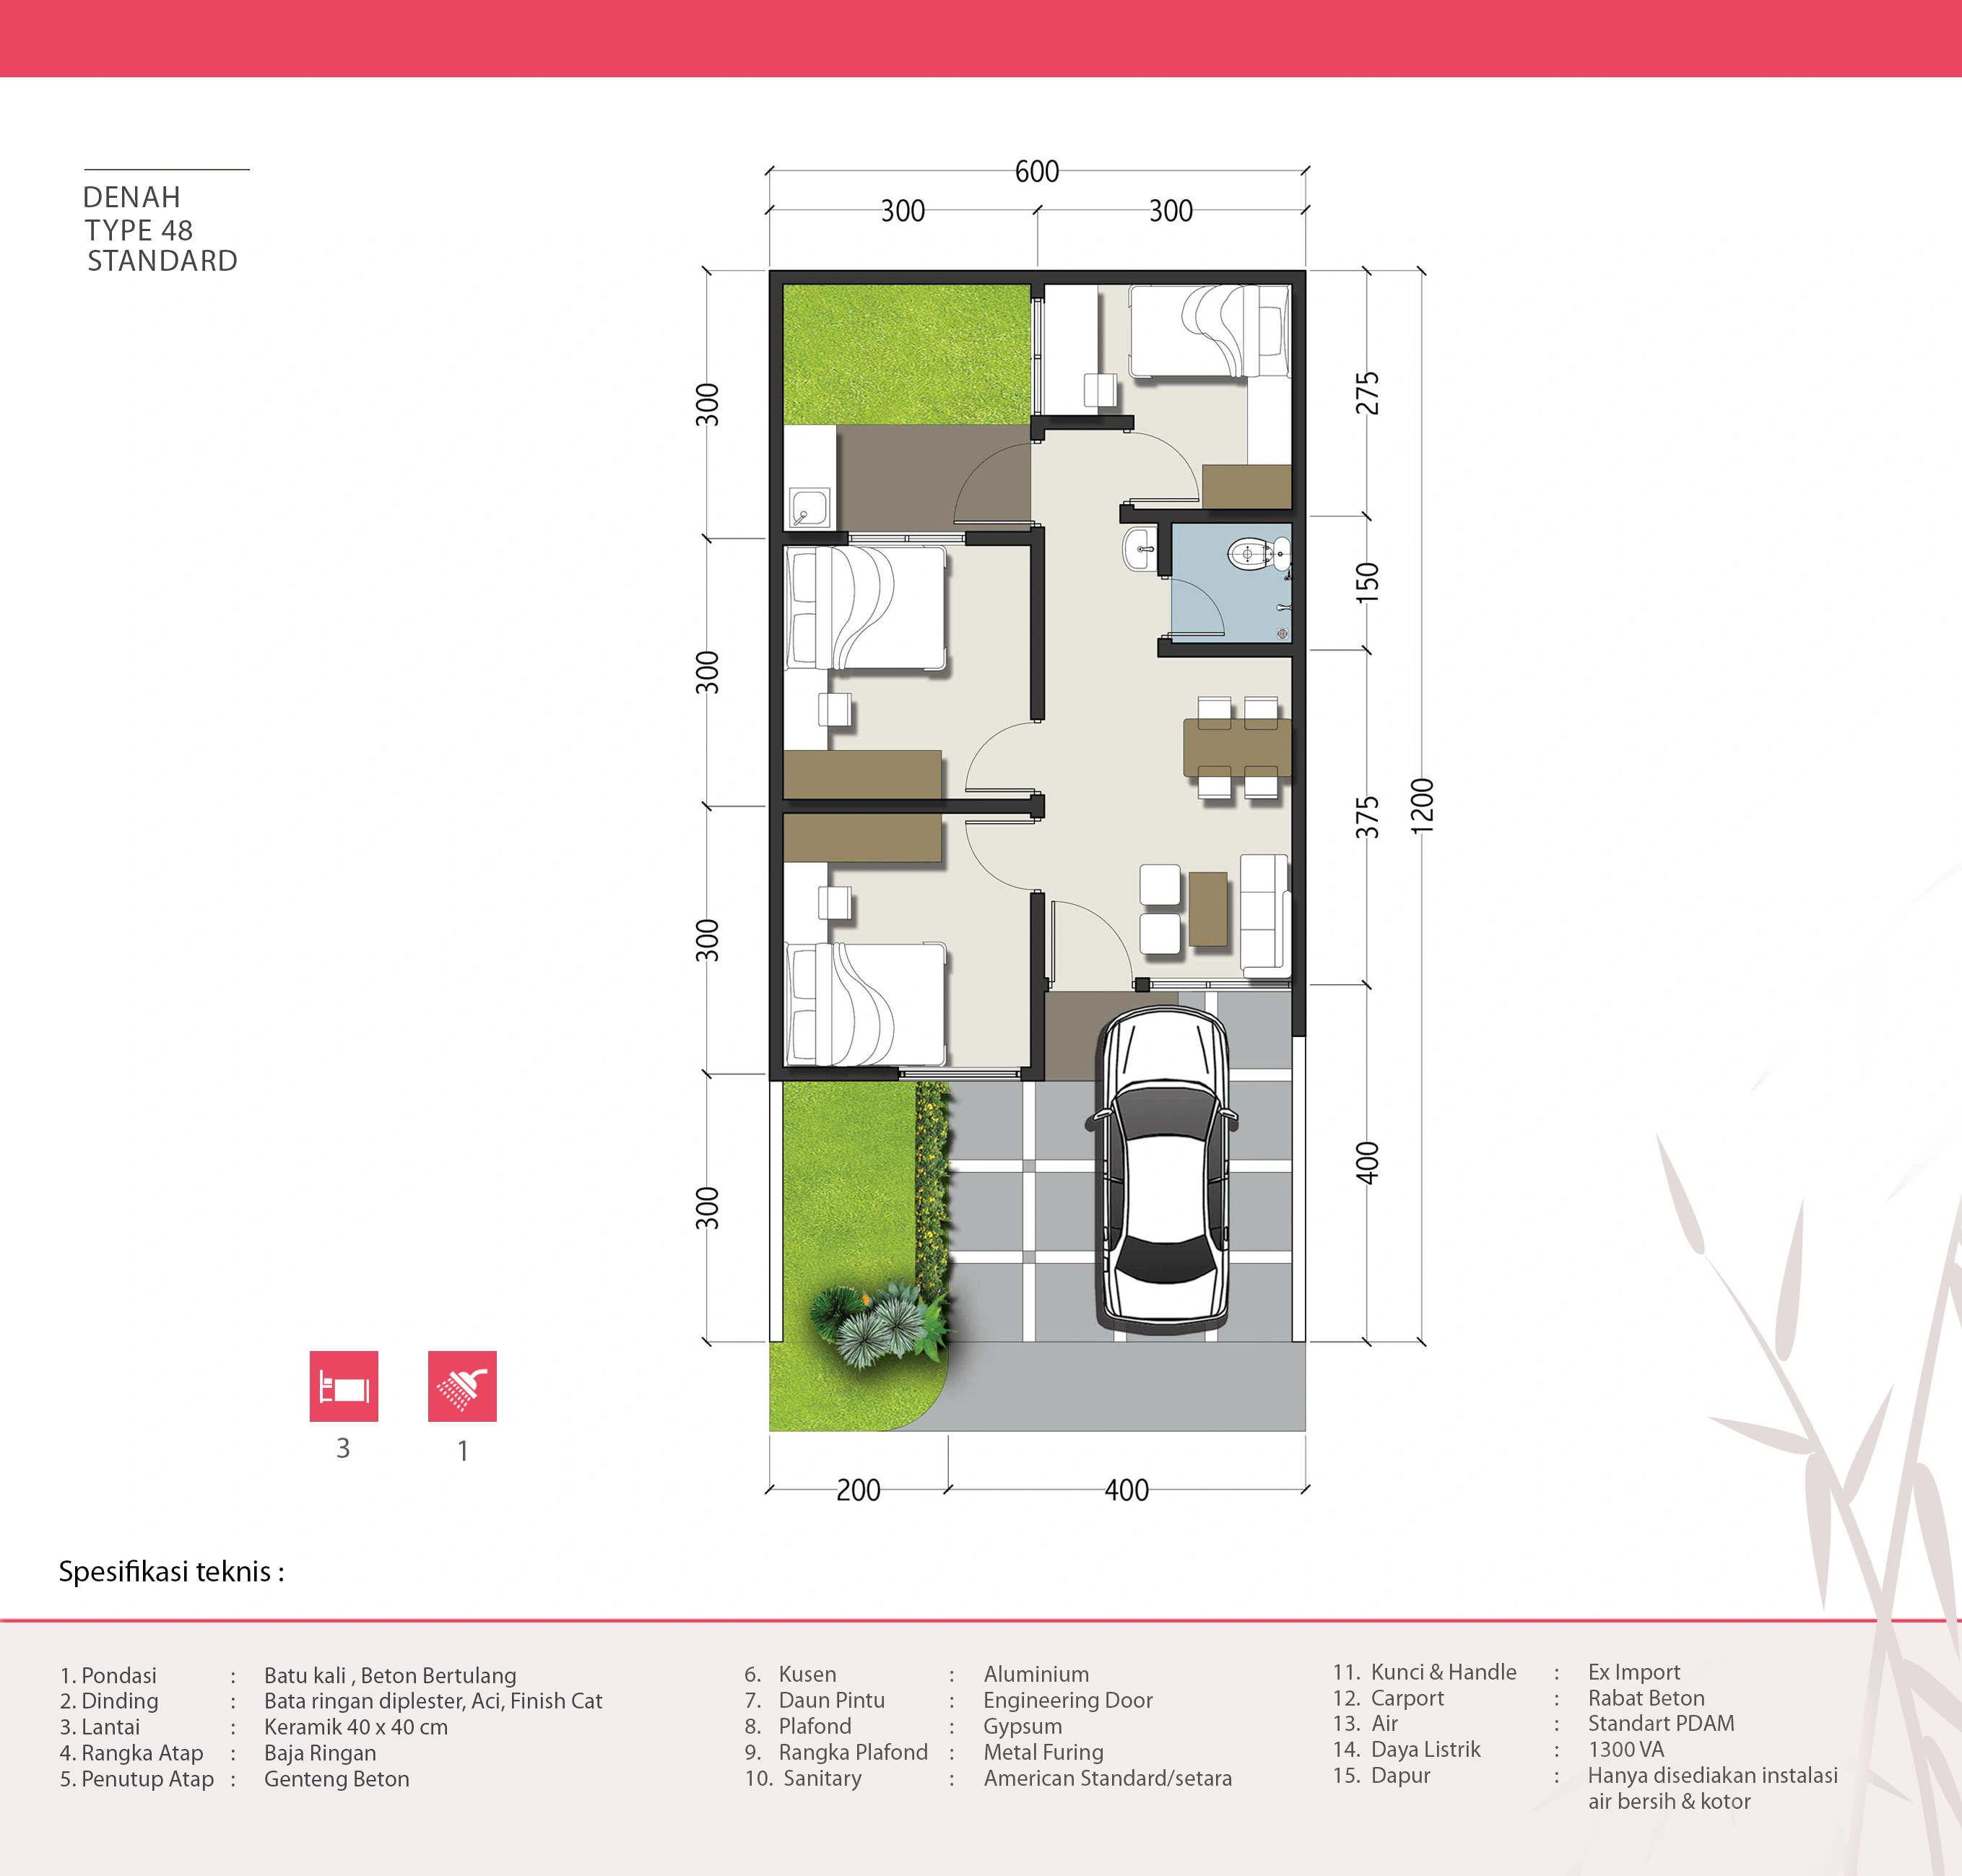 DENAH
TYPE 48
STANDARD
600
300 300
300
300
300
300
275
150
375
400
1200
200 400
3 1
Spesifikasi teknis :
1. Pondasi : Batu kali , Beton Bertulang
2. Dinding : Bata ringan diplester, Aci, Finish Cat
3. Lantai : Keramik 40 x 40 cm
4. Rangka Atap : Baja Ringan
5. Penutup Atap : Genteng Beton
6. Kusen : Aluminium
7. Daun Pintu : Engineering Door
8. Plafond : Gypsum
9. Rangka Plafond : Metal Furing
10. Sanitary : American Standard/setara
11. Kunci & Handle : Ex Import
12. Carport : Rabat Beton
13. Air : Standart PDAM
14. Daya Listrik : 1300 VA
15. Dapur : Hanya disediakan instalasi
air bersih & kotor